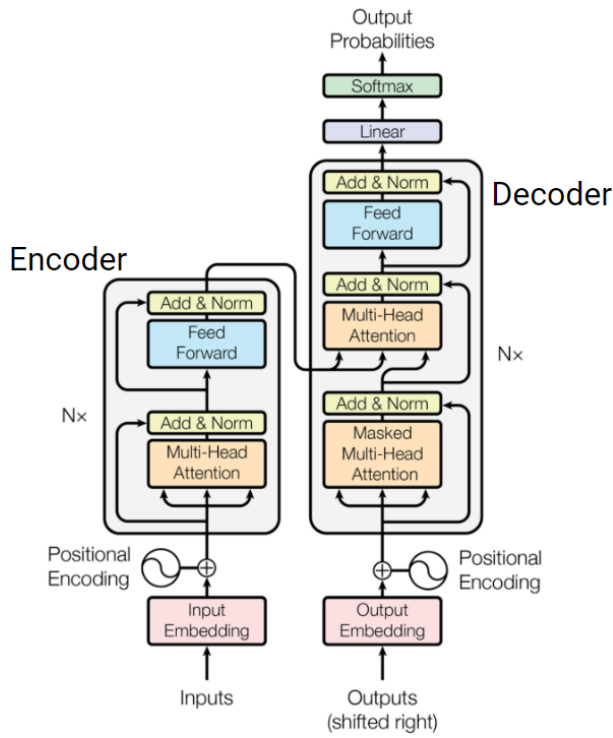 Output
Probabilities
Softmax
Linear
Decoder
Add & Norm
Feed
Forward
Add & Norm
Multi-Head
Attention
Nx
Add & Norm
Masked
Multi-Head
Attention
Encoder
Add & Norm
Feed
Forward
Nx
Add & Norm
Multi-Head
Attention
Positional
Encoding
Positional
Encoding
Input
Embedding
Output
Embedding
Inputs
Outputs
(shifted right)